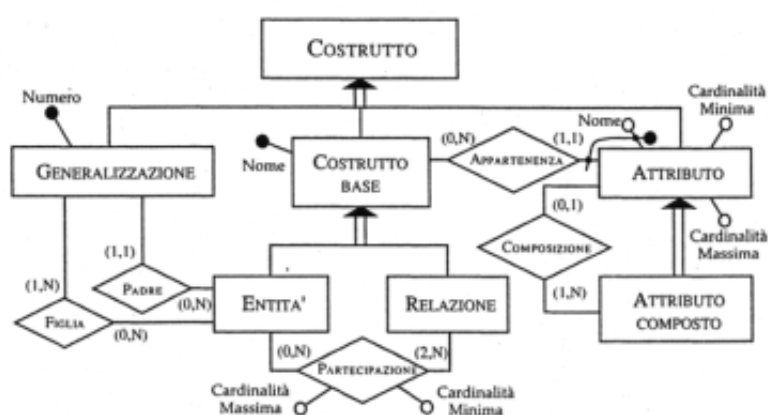 COSTRUTTO
Numero
Cardinalità
Minima
Nome
(0,N)
(1,1)
Nome
GENERALIZZAZIONE
COSTRUTTO
BASE
APPARTENENZA
ATTRIBUTO
(0,1)
Cardinalità
Massima
(1,1)
COMPOSIZIONE
(1,N)
PADRE
(0,N)
(1,N)
ENTITA'
RELAZIONE
ATTRIBUTO
COMPOSTO
FIGLIA
(0,N)
(0,N)
(2,N)
PARTECIPAZIONE
Cardinalità
Massima
Cardinalità
Minima